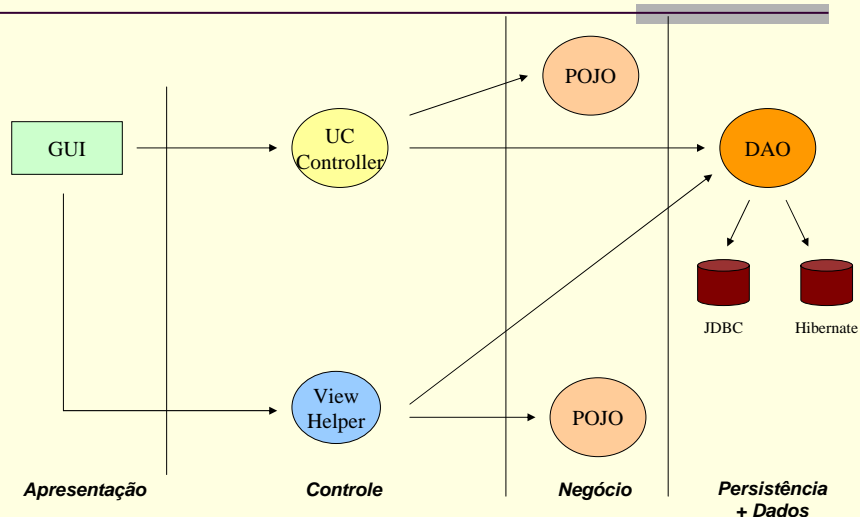 POJO
GUI
UC
Controller
DAO
JDBC
Hibernate
View
Helper
POJO
Apresentação
Controle
Negócio
Persistência
+ Dados